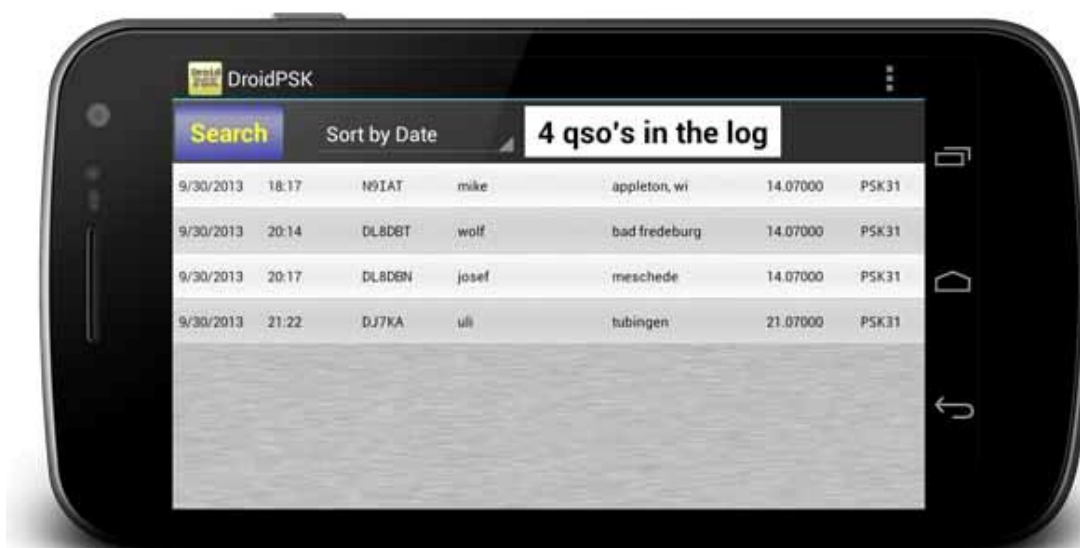 DroidPSK
Search Sort by Date 4 qso's in the log
9/30/2013 18:17 N9IAT mike appleton, wi 14.07000 PSK31
9/30/2013 20:14 DL8DBT wolf bad fredeburg 14.07000 PSK31
9/30/2013 20:17 DL8DBN josef meschede 14.07000 PSK31
9/30/2013 21:22 DJ7KA uli tubingen 21.07000 PSK31